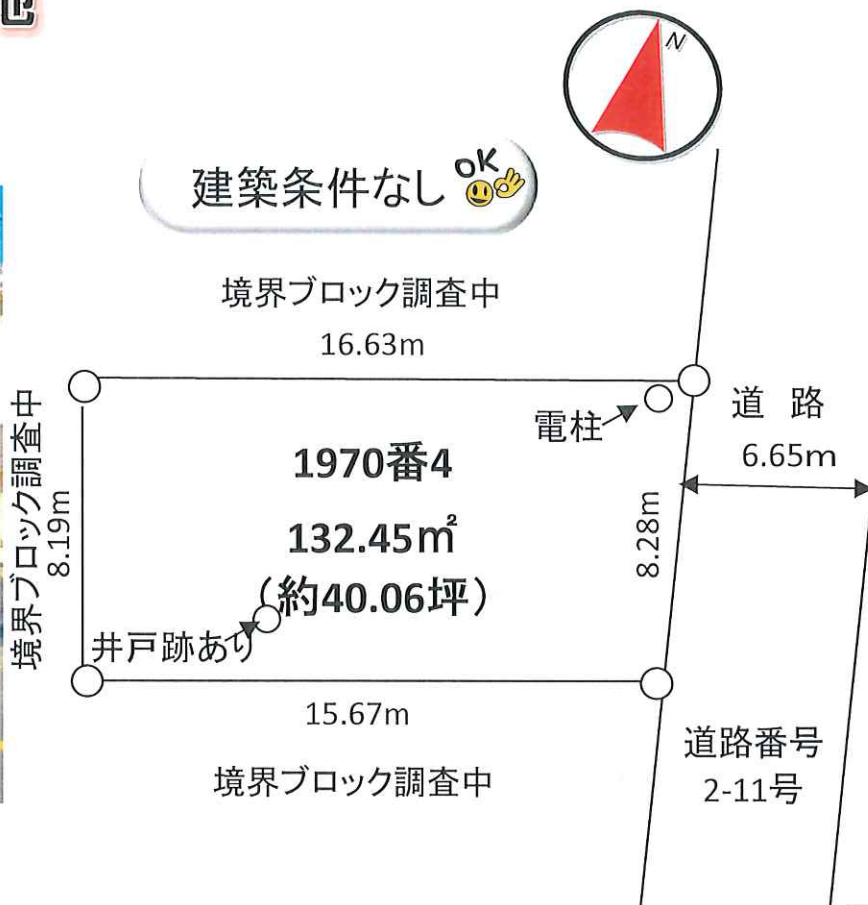 N
建築条件なし OK
境界ブロック調査中
16.63m
電柱
道 路
6.65m
境界ブロック調査中
8.19m
1970番4
132.45㎡
(約40.06坪)
8.28m
井戸跡あり
15.67m
境界ブロック調査中
道路番号
2-11号